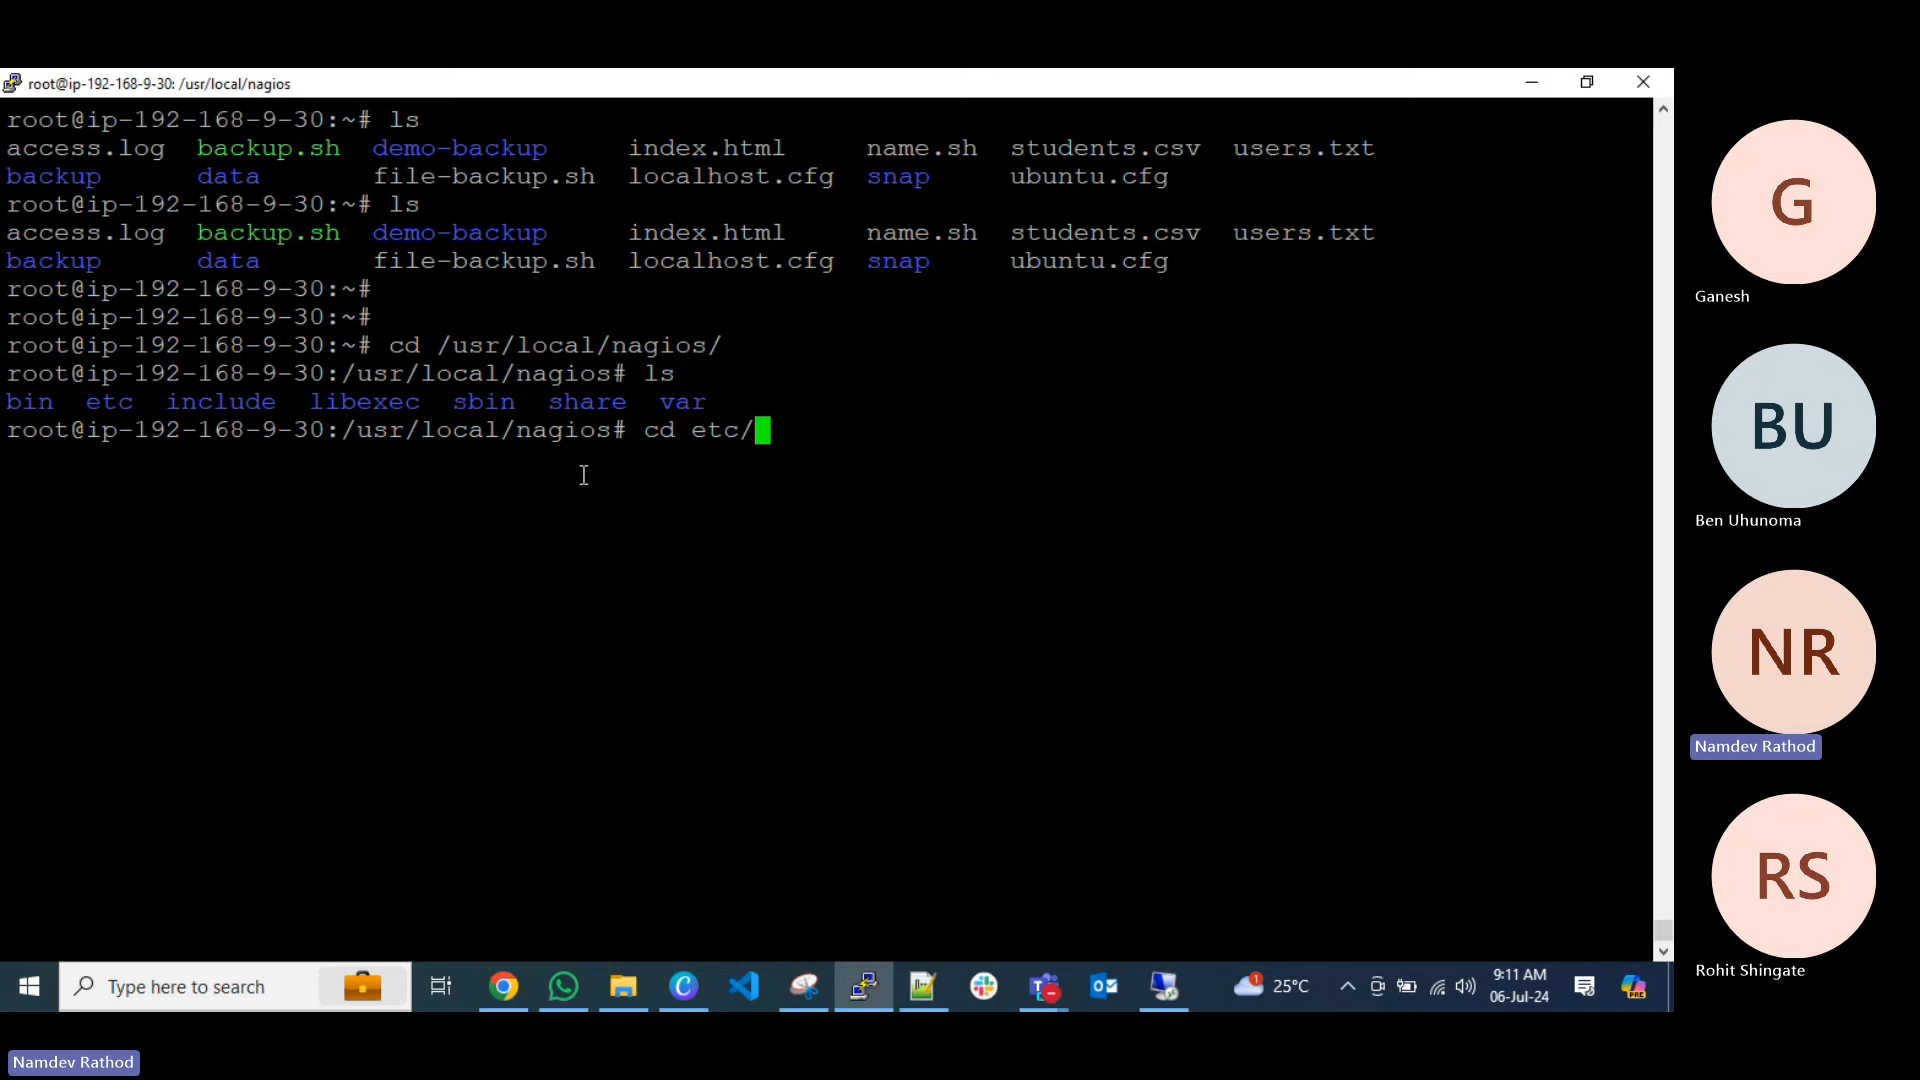 root@ip-192-168-9-30: /usr/local/nagios
root@ip-192-168-9-30:~# ls
access.log backup.sh demo-backup index.html name.sh students.csv users.txt
backup data file-backup.sh localhost.cfg snap ubuntu.cfg
root@ip-192-168-9-30:~# ls
access.log backup.sh demo-backup index.html name.sh students.csv users.txt
backup data file-backup.sh localhost.cfg snap ubuntu.cfg
root@ip-192-168-9-30:~#
root@ip-192-168-9-30:~#
root@ip-192-168-9-30:~# cd /usr/local/nagios/
root@ip-192-168-9-30:/usr/local/nagios# ls
bin etc include libexec sbin share var
root@ip-192-168-9-30:/usr/local/nagios# cd etc/
G
Ganesh
BU
Ben Uhunoma
NR
Namdev Rathod
RS
Rohit Shingate
Type here to search
1
25°C
9:11 AM
06-Jul-24
PRE
Namdev Rathod